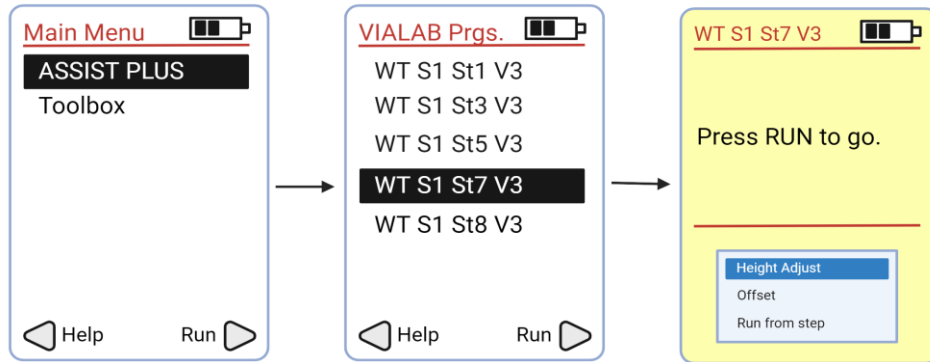 Main Menu
ASSIST PLUS
Toolbox
Help
Run
VIALAB Prgs.
WT S1 St1 V3
WT S1 St3 V3
WT S1 St5 V3
WT S1 St7 V3
WT S1 St8 V3
Help
Run
WT S1 St7 V3
Press RUN to go.
Height Adjust
Offset
Run from step